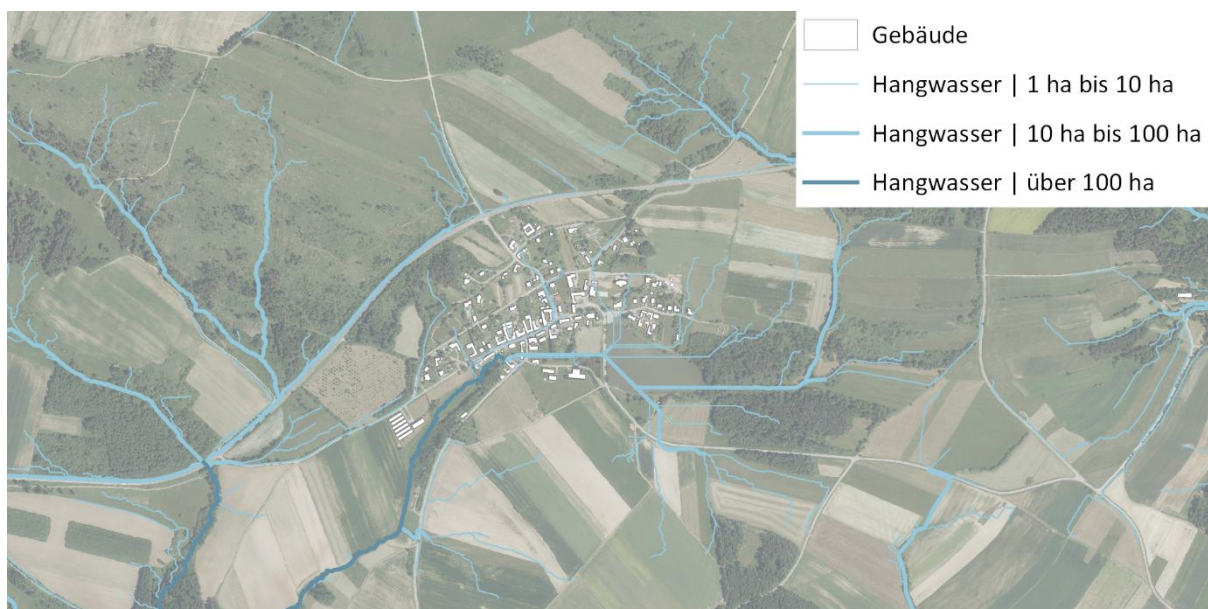 Gebäude
Hangwasser | 1 ha bis 10 ha
Hangwasser | 10 ha bis 100 ha
Hangwasser | über 100 ha